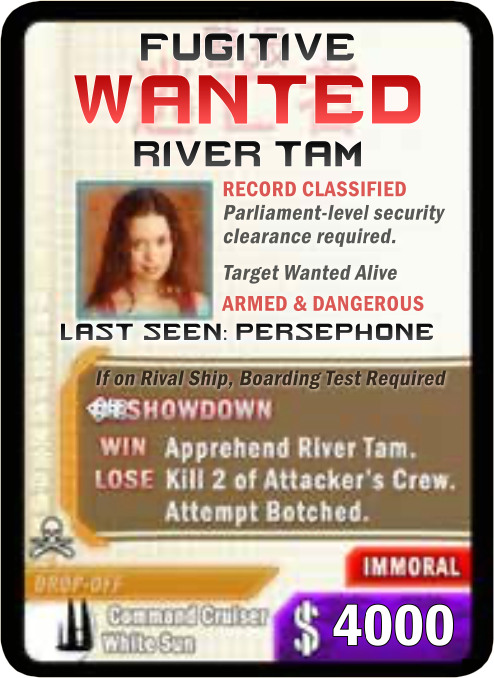 FUGITIVE
WANTED
RIVER TAM
RECORD CLASSIFIED
Parliament-level security
clearance required.
Target Wanted Alive
ARMED & DANGEROUS
LAST SEEN: PERSEPHONE
If on Rival Ship, Boarding Test Required
SHOWDOWN
WIN Apprehend River Tam.
LOSE Kill 2 of Attacker's Crew.
Attempt Botched.
IMMORAL
DROP-OFF
Command Cruiser
White Sun
$ 4000